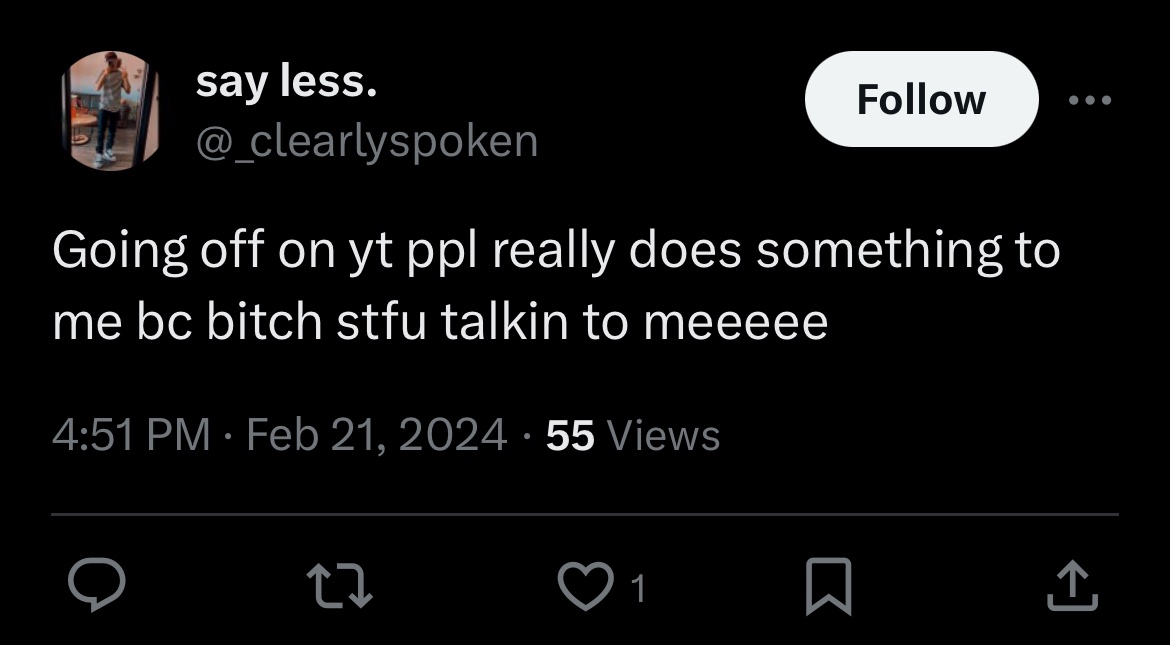 say less.
Follow
@_clearlyspoken
Going off on yt ppl really does something to
me bc bitch stfu talkin to meeeee
4:51 PM · Feb 21, 2024 · 55 Views
1